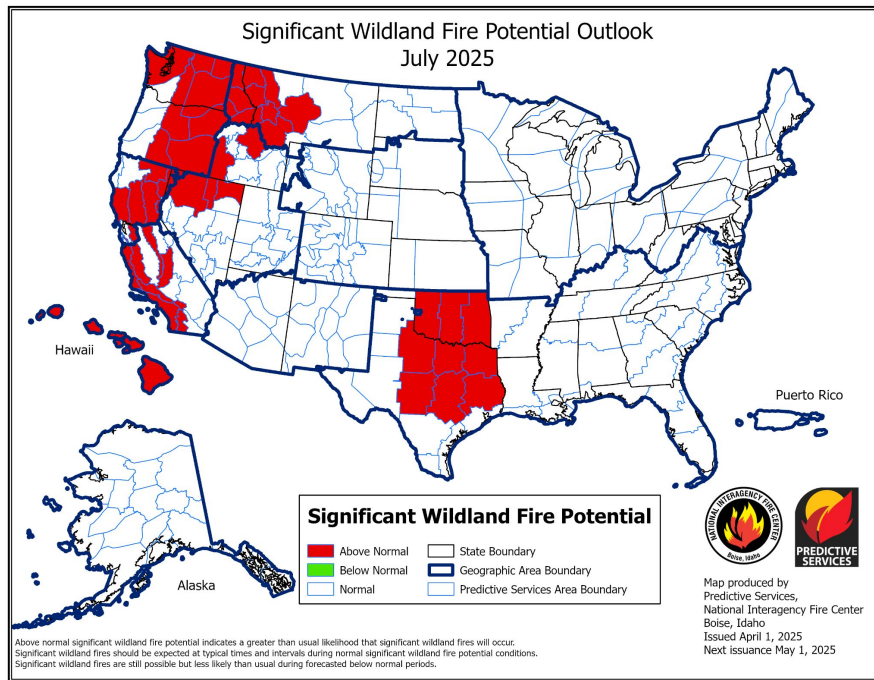 Significant Wildland Fire Potential Outlook
July 2025
Hawaii
Puerto Rico
Alaska
Significant Wildland Fire Potential
Above Normal
State Boundary
Below Normal
Geographic Area Boundary
Normal
Predictive Services Area Boundary
NATIONAL INTERAGENCY FIRE CENTER
Boise, Idaho
PREDICTIVE
SERVICES
Map produced by
Predictive Services,
National Interagency Fire Center
Boise, Idaho
Issued April 1, 2025
Next issuance May 1, 2025
Above normal significant wildland fire potential indicates a greater than usual likelihood that significant wildland fires will occur.
Significant wildland fires should be expected at typical times and intervals during normal significant wildland fire potential conditions.
Significant wildland fires are still possible but less likely than usual during forecasted below normal periods.